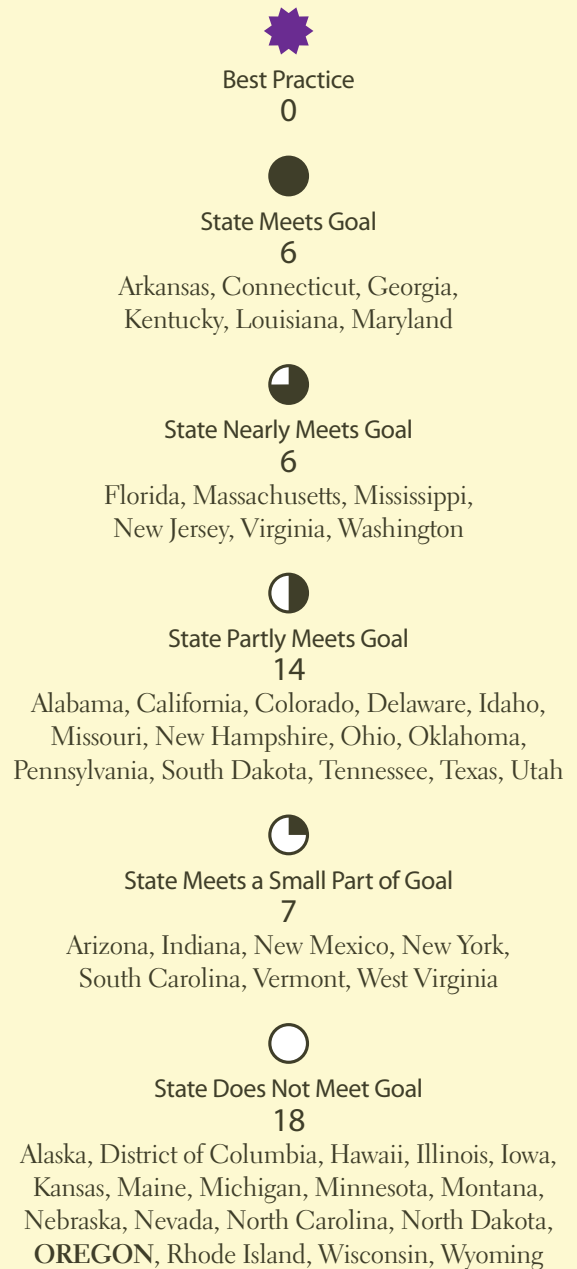 Best Practice
0
State Meets Goal
6
Arkansas, Connecticut, Georgia,
Kentucky, Louisiana, Maryland
State Nearly Meets Goal
6
Florida, Massachusetts, Mississippi,
New Jersey, Virginia, Washington
State Partly Meets Goal
14
Alabama, California, Colorado, Delaware, Idaho,
Missouri, New Hampshire, Ohio, Oklahoma,
Pennsylvania, South Dakota, Tennessee, Texas, Utah
State Meets a Small Part of Goal
7
Arizona, Indiana, New Mexico, New York,
South Carolina, Vermont, West Virginia
State Does Not Meet Goal
18
Alaska, District of Columbia, Hawaii, Illinois, Iowa,
Kansas, Maine, Michigan, Minnesota, Montana,
Nebraska, Nevada, North Carolina, North Dakota,
OREGON, Rhode Island, Wisconsin, Wyoming